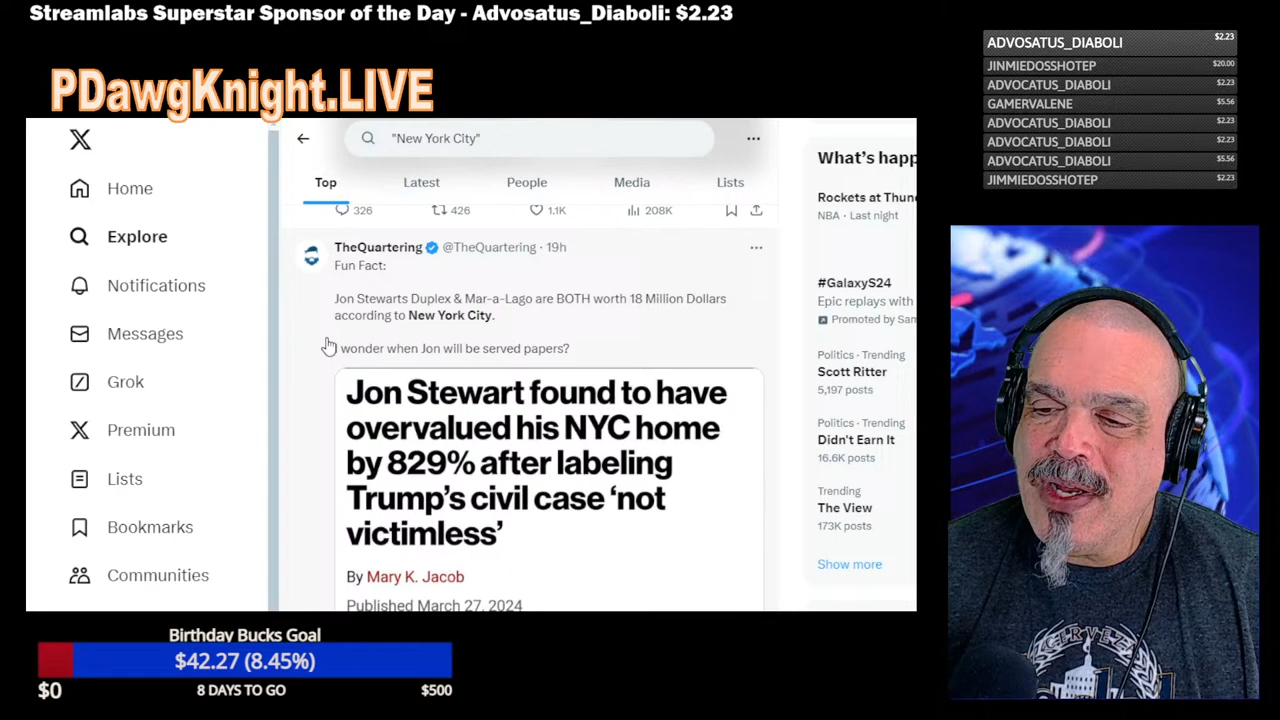 Streamlabs Superstar Sponsor of the Day - Advosatus_Diaboli: $2.23
PDawgKnight.LIVE
ADVOSATUS_DIABOLI $2.23
JINMIEDOSSHOTEP $20.00
ADVOCATUS_DIABOLI $2.23
GAMERVALENE $5.56
ADVOCATUS_DIABOLI $2.23
ADVOCATUS_DIABOLI $2.23
ADVOCATUS_DIABOLI $5.56
JIMMIEDOSSHOTEP $2.23
X
Home
Explore
Notifications
Messages
Grok
Premium
Lists
Bookmarks
Communities
"New York City"
Top Latest People Media Lists
326 426 1.1K 208K
TheQuartering @TheQuartering · 19h
Fun Fact:
Jon Stewarts Duplex & Mar-a-Lago are BOTH worth 18 Million Dollars
according to New York City.
wonder when Jon will be served papers?
Jon Stewart found to have
overvalued his NYC home
by 829% after labeling
Trump's civil case 'not
victimless'
By Mary K. Jacob
Published March 27, 2024
What's happ
Rockets at Thun
NBA · Last night
#GalaxyS24
Epic replays with
Promoted by Sam
Politics · Trending
Scott Ritter
5,197 posts
Politics · Trending
Didn't Earn It
16.6K posts
Trending
The View
173K posts
Show more
CERVEZ
Birthday Bucks Goal
$42.27 (8.45%)
$0 8 DAYS TO GO $500